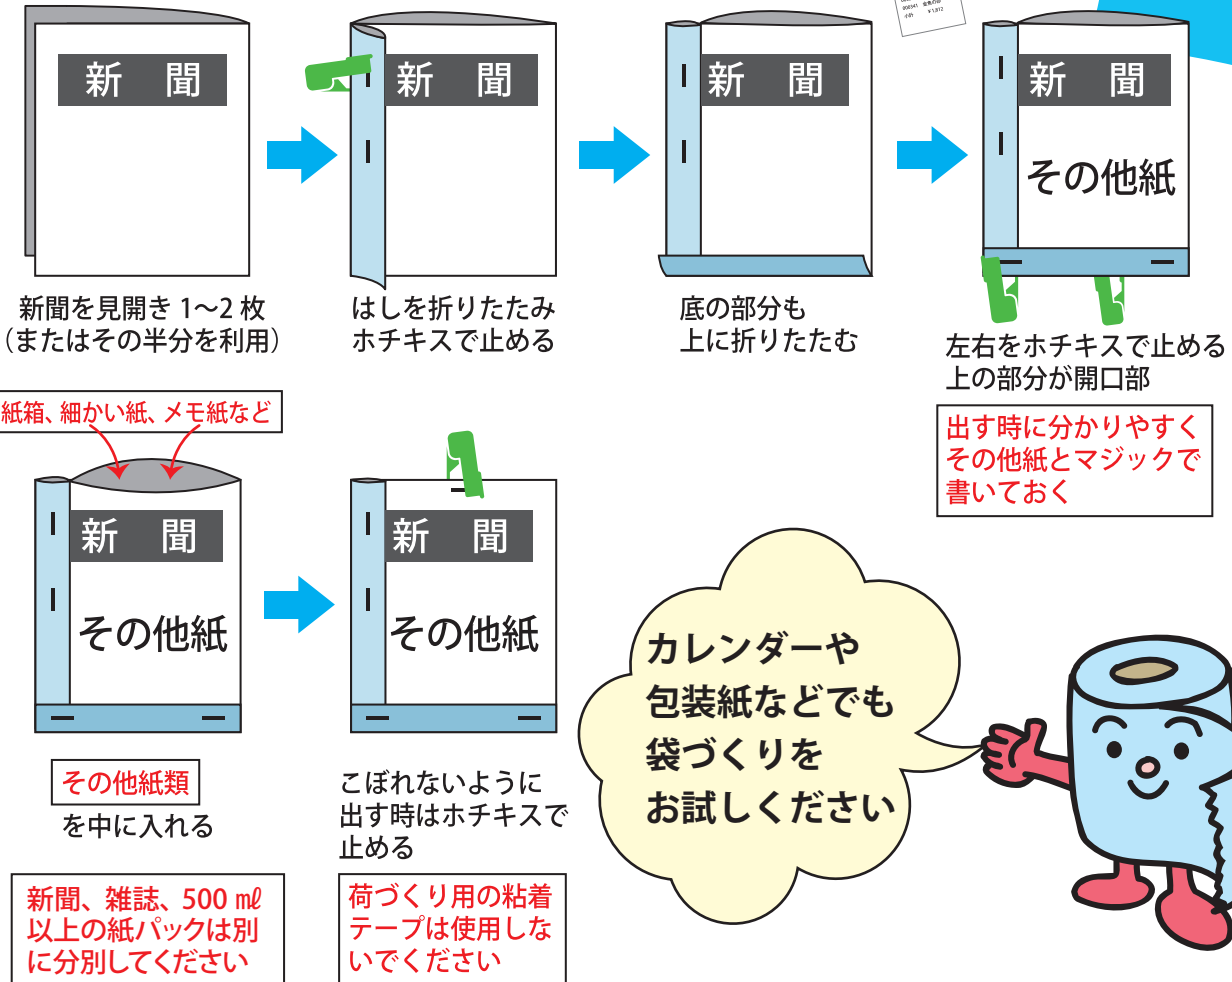 新聞
新聞を見開き 1〜2 枚
（またはその半分を利用）
新聞
はしを折りたたみ
ホチキスで止める
新聞
底の部分も
上に折りたたむ
小計 ¥1,912
新聞
その他紙
左右をホチキスで止める
上の部分が開口部
出す時に分かりやすく
その他紙とマジックで
書いておく
紙箱、細かい紙、メモ紙など
新聞
その他紙
その他紙類
を中に入れる
新聞、雑誌、500 ㎖
以上の紙パックは別
に分別してください
新聞
その他紙
こぼれないように
出す時はホチキスで
止める
荷づくり用の粘着
テープは使用しな
いでください
カレンダーや
包装紙などでも
袋づくりを
お試しください